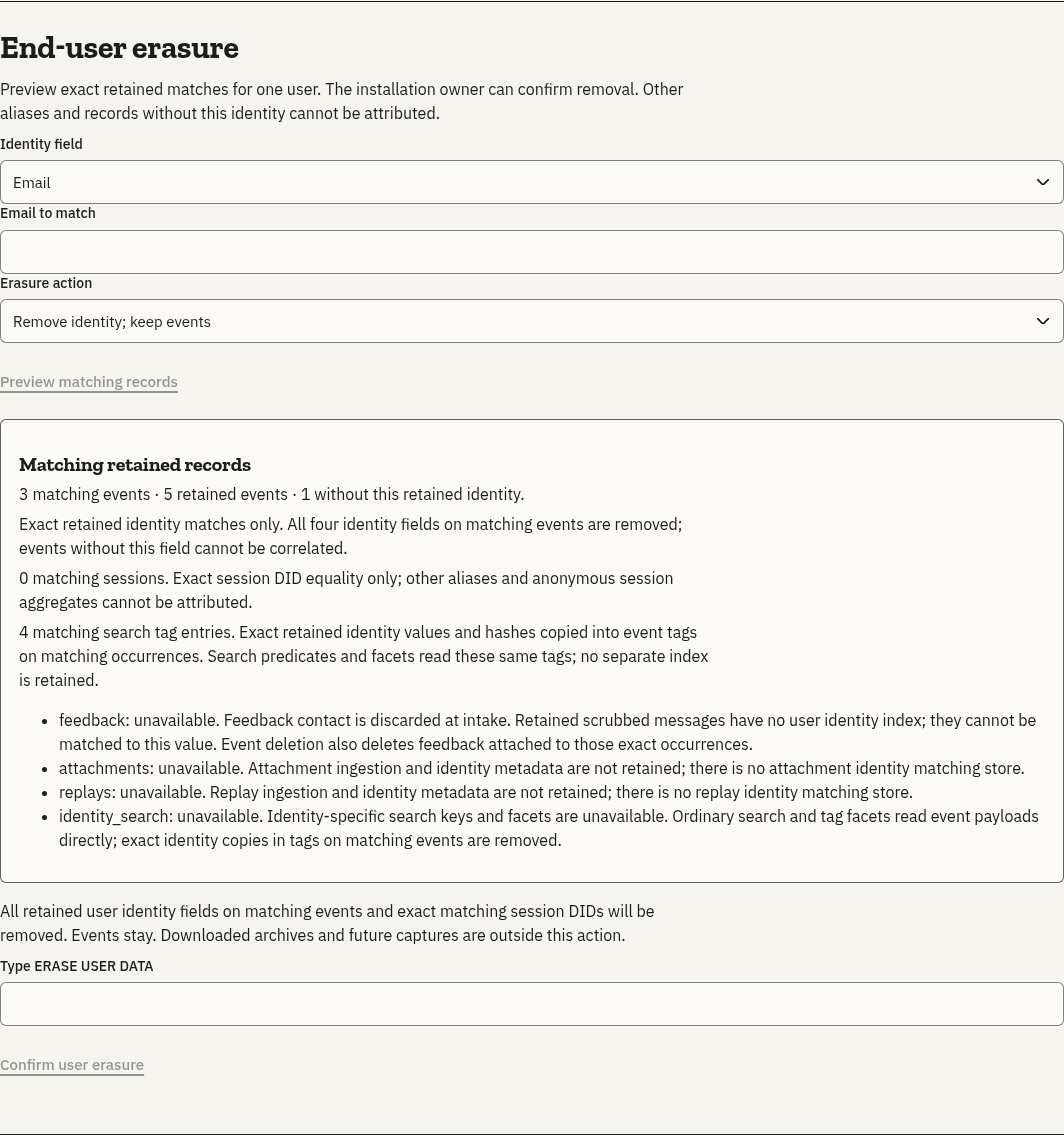 End-user erasure
Preview exact retained matches for one user. The installation owner can confirm removal. Other
aliases and records without this identity cannot be attributed.
Identity field
Email
Email to match
Erasure action
Remove identity; keep events
Preview matching records
Matching retained records
3 matching events · 5 retained events · 1 without this retained identity.
Exact retained identity matches only. All four identity fields on matching events are removed;
events without this field cannot be correlated.
0 matching sessions. Exact session DID equality only; other aliases and anonymous session
aggregates cannot be attributed.
4 matching search tag entries. Exact retained identity values and hashes copied into event tags
on matching occurrences. Search predicates and facets read these same tags; no separate index
is retained.
• feedback: unavailable. Feedback contact is discarded at intake. Retained scrubbed messages have no user identity index; they cannot be
matched to this value. Event deletion also deletes feedback attached to those exact occurrences.
• attachments: unavailable. Attachment ingestion and identity metadata are not retained; there is no attachment identity matching store.
• replays: unavailable. Replay ingestion and identity metadata are not retained; there is no replay identity matching store.
• identity_search: unavailable. Identity-specific search keys and facets are unavailable. Ordinary search and tag facets read event payloads
directly; exact identity copies in tags on matching events are removed.
All retained user identity fields on matching events and exact matching session DIDs will be
removed. Events stay. Downloaded archives and future captures are outside this action.
Type ERASE USER DATA
Confirm user erasure